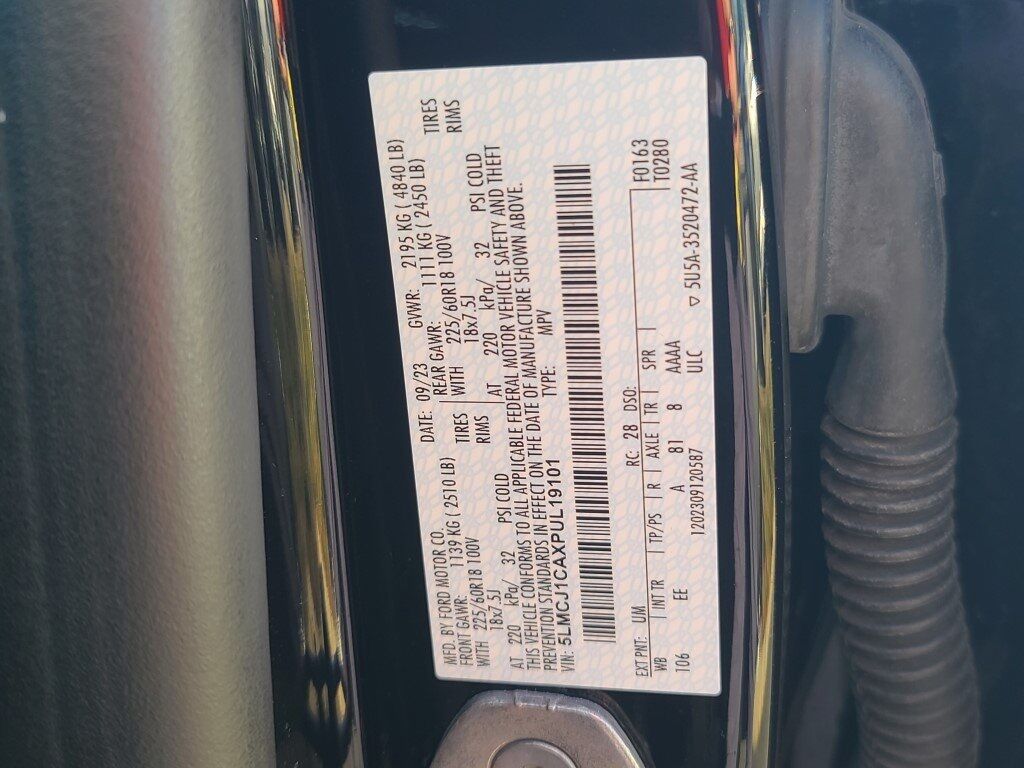 MFD. BY FORD MOTOR CO. DATE: 09/23 GVWR: 2195 KG ( 4840 LB)
FRONT GAWR: 1139 KG ( 2510 LB) REAR GAWR: 1111 KG ( 2450 LB)
WITH 225/60R18 100V TIRES WITH 225/60R18 100V TIRES
18x7.5J RIMS 18x7.5J RIMS
AT 220 kPa/ 32 PSI COLD AT 220 kPa/ 32 PSI COLD
THIS VEHICLE CONFORMS TO ALL APPLICABLE FEDERAL MOTOR VEHICLE SAFETY AND THEFT
PREVENTION STANDARDS IN EFFECT ON THE DATE OF MANUFACTURE SHOWN ABOVE.
VIN: 5LMCJ1CAXPUL19101 TYPE: MPV
EXT PNT: UM RC: 28 DSO: F0163
WB INT TR TP/PS R AXLE TR SPR T0280
106 EE A 81 8 AAAA
ULC
120230912058​7 5U5A-3520472-AA